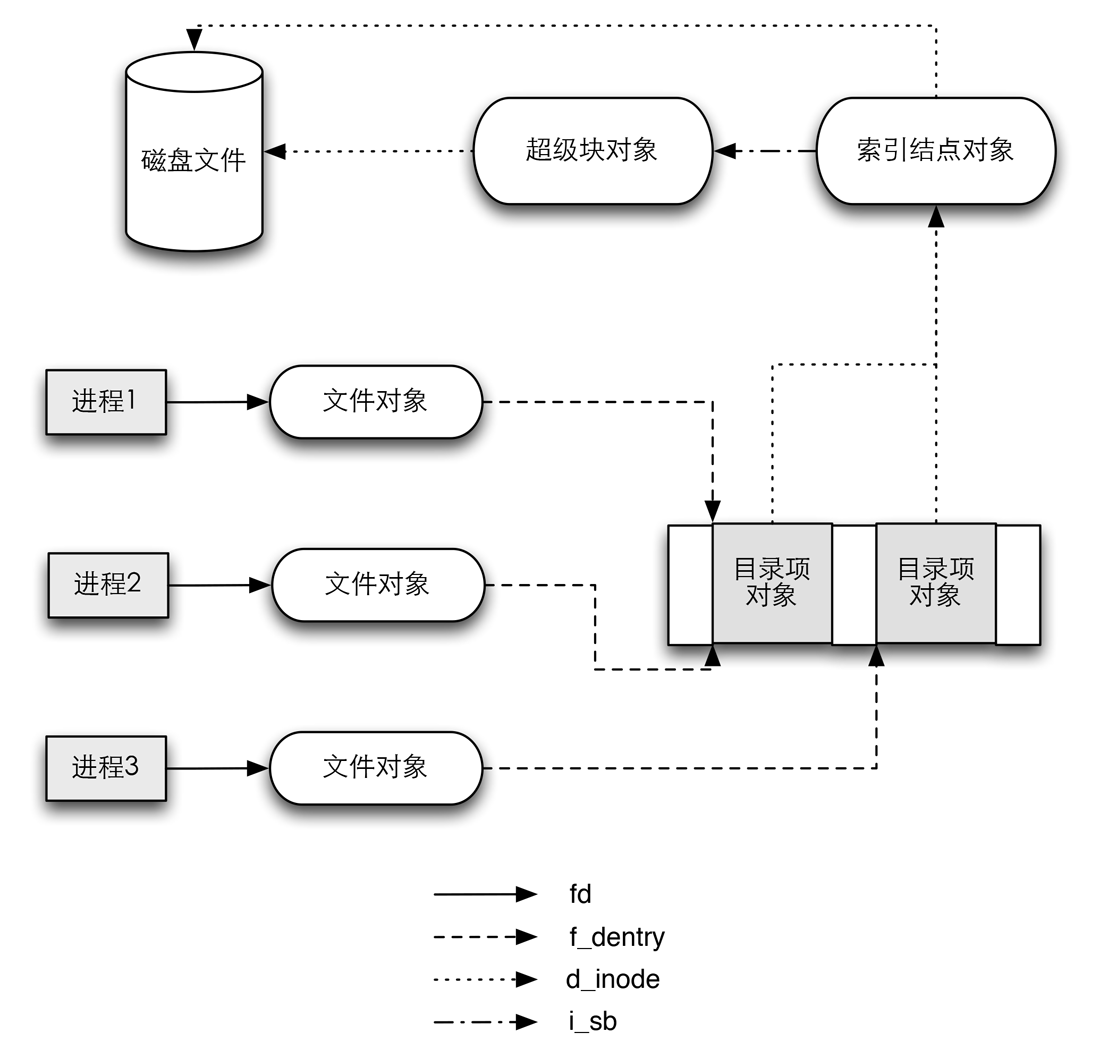 磁盘文件
超级块对象
索引结点对象
进程1
文件对象
进程2
文件对象
目录项
对象
目录项
对象
进程3
文件对象
fd
f_dentry
d_inode
i_sb